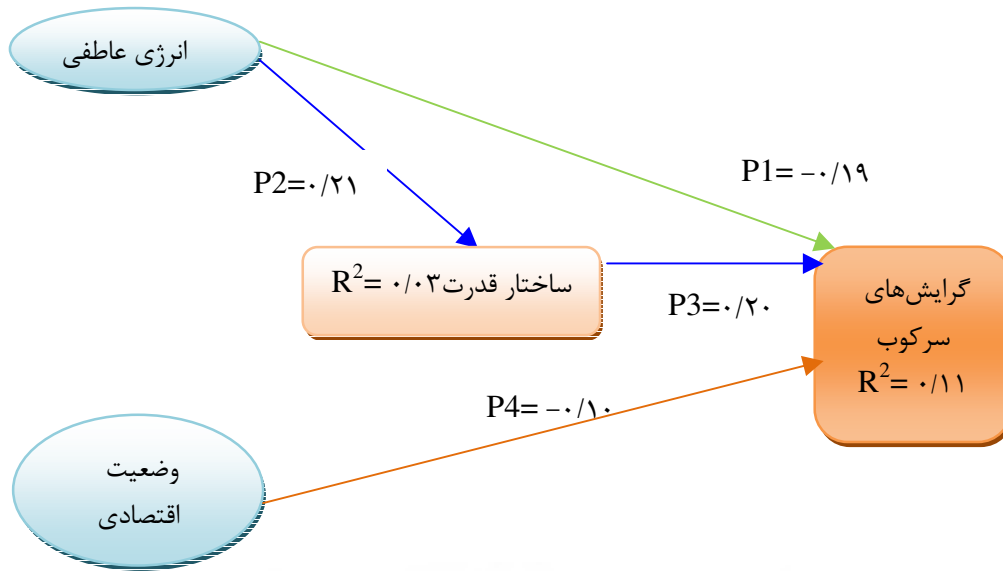 انرژی عاطفی
P1= -۰/۱۹
P2=۰/۲۱
ساختار قدرت R²= ۰/۰۳
P3=۰/۲۰
گرایش‌های
سرکوب
R²= ۰/۱۱
P4= -۰/۱۰
وضعیت
اقتصادی